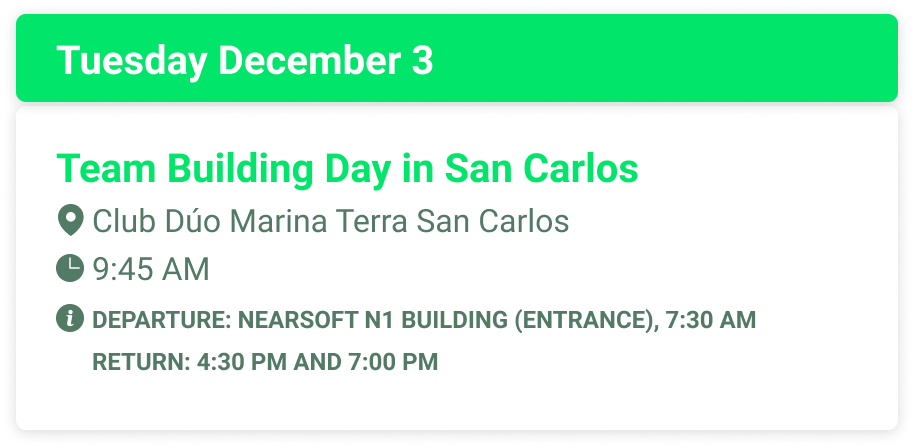 Tuesday December 3
Team Building Day in San Carlos
Club Dúo Marina Terra San Carlos
9:45 AM
DEPARTURE: NEARSOFT N1 BUILDING (ENTRANCE), 7:30 AM
RETURN: 4:30 PM AND 7:00 PM